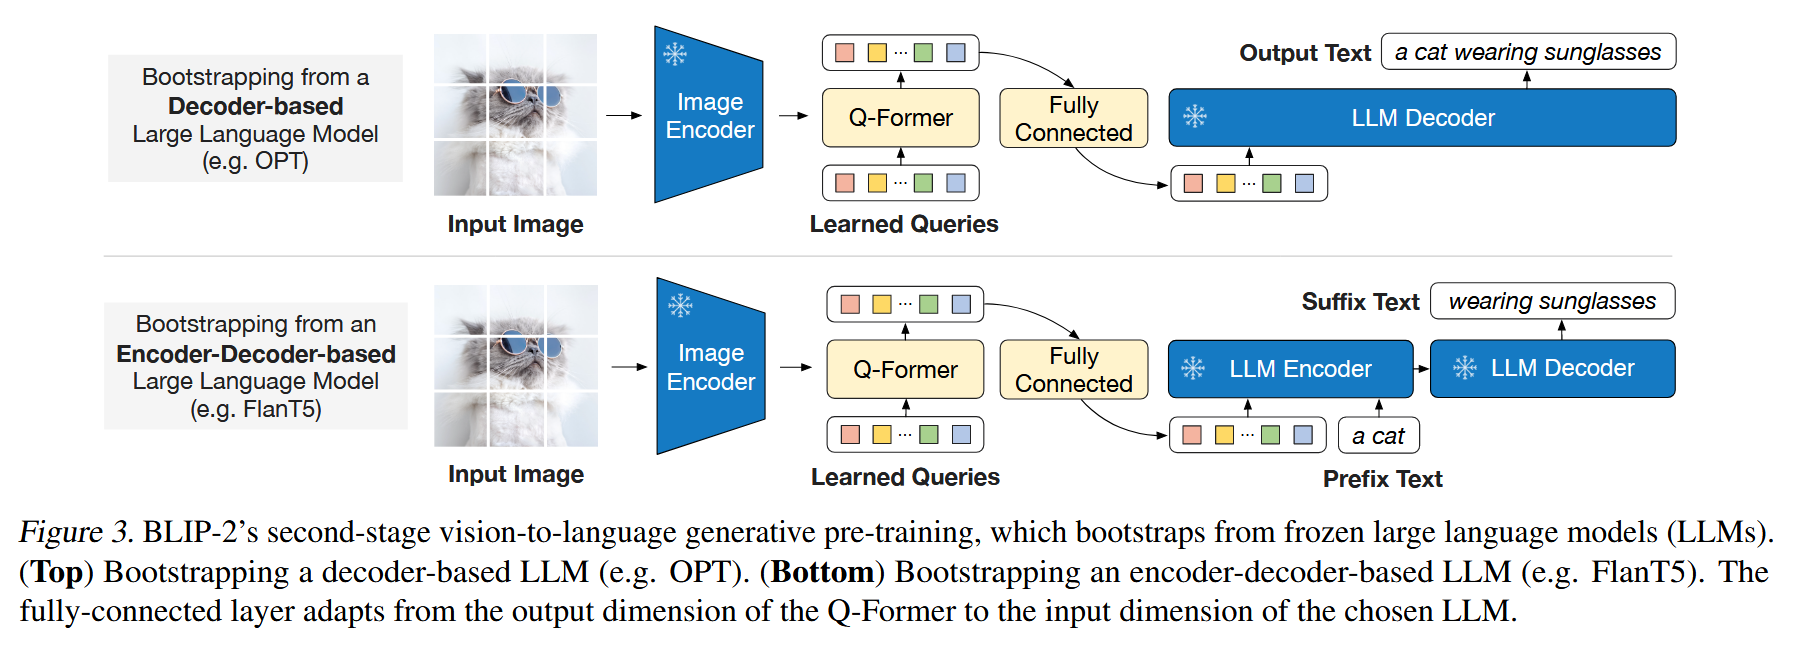 Bootstrapping from a
Decoder-based
Large Language Model
(e.g. OPT)
Input Image
Image
Encoder
...
Q-Former
...
Learned Queries
Fully
Connected
Output Text
a cat wearing sunglasses
LLM Decoder
...
Bootstrapping from an
Encoder-Decoder-based
Large Language Model
(e.g. FlanT5)
Input Image
Image
Encoder
...
Q-Former
...
Learned Queries
Fully
Connected
Suffix Text
wearing sunglasses
LLM Encoder
LLM Decoder
...
a cat
Prefix Text
Figure 3. BLIP-2's second-stage vision-to-language generative pre-training, which bootstraps from frozen large language models (LLMs).
(Top) Bootstrapping a decoder-based LLM (e.g. OPT). (Bottom) Bootstrapping an encoder-decoder-based LLM (e.g. FlanT5). The
fully-connected layer adapts from the output dimension of the Q-Former to the input dimension of the chosen LLM.